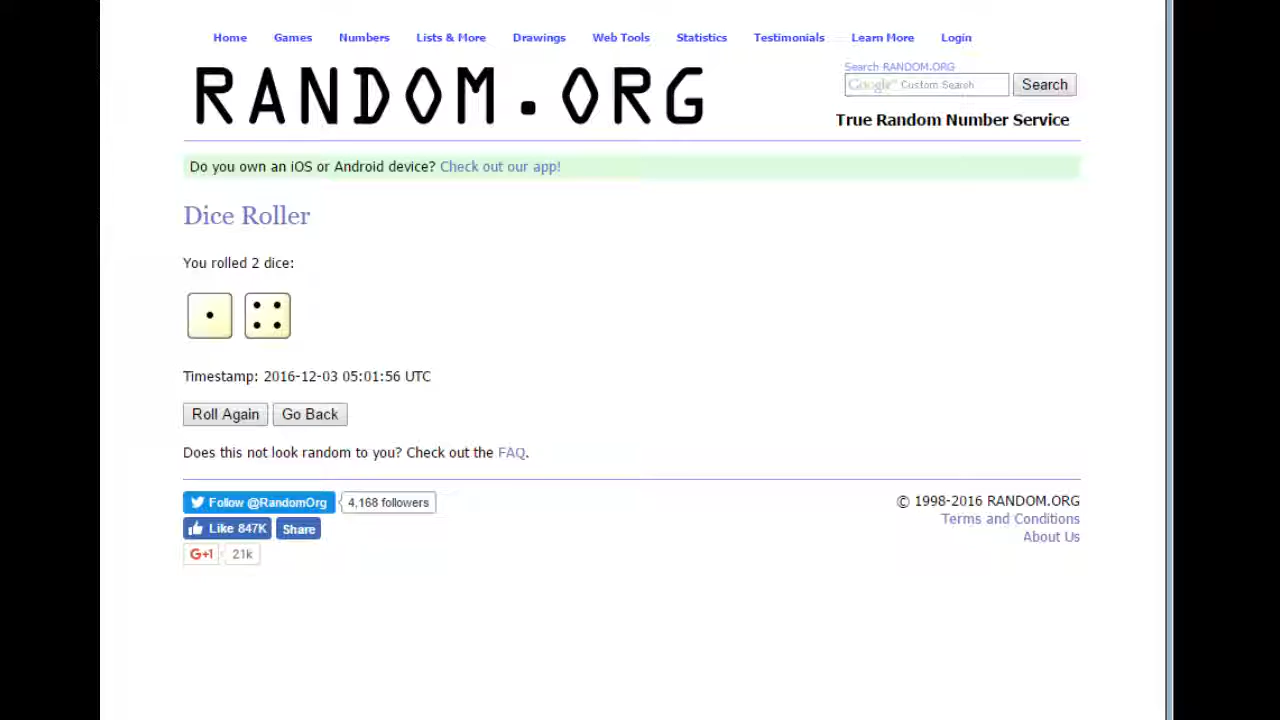 Home Games Numbers Lists & More Drawings Web Tools Statistics Testimonials Learn More Login
RANDOM.ORG
Search RANDOM.ORG
Google™ Custom Search Search
True Random Number Service
Do you own an iOS or Android device? Check out our app!
Dice Roller
You rolled 2 dice:
Timestamp: 2016-12-03 05:01:56 UTC
Roll Again Go Back
Does this not look random to you? Check out the FAQ.
Follow @RandomOrg 4,168 followers
Like 847K Share
G+1 21k
© 1998-2016 RANDOM.ORG
Terms and Conditions
About Us